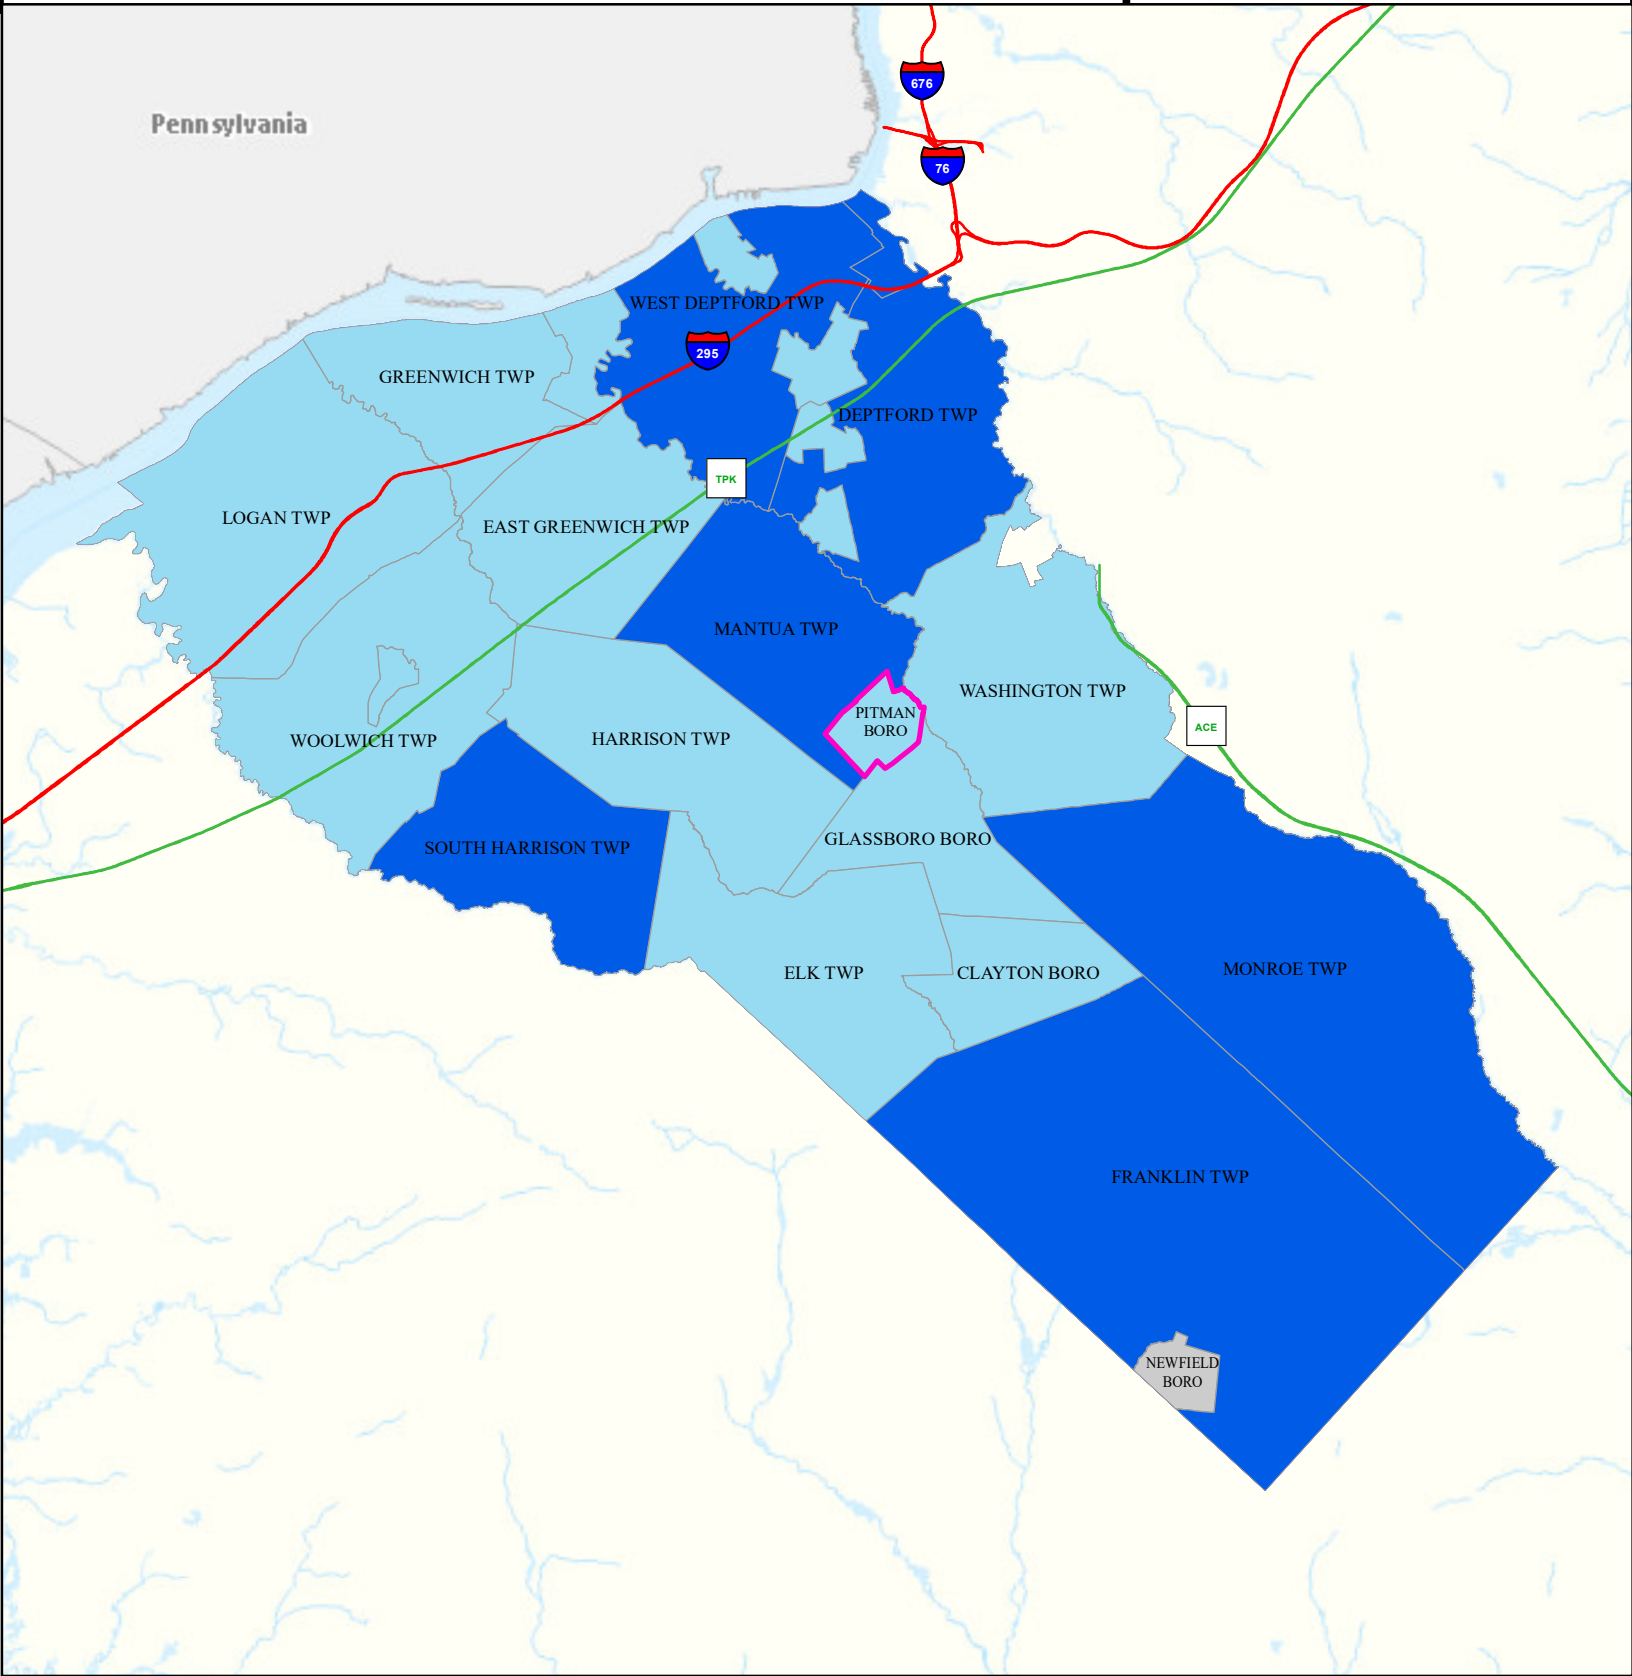 676
Pennsylvania
76
WEST DEPTFORD TWP
295
GREENWICH TWP
DEPTFORD TWP
TPK
LOGAN TWP
EAST GREENWICH TWP
MANTUA TWP
WASHINGTON TWP
PITMAN
BORO
ACE
WOOLWICH TWP
HARRISON TWP
GLASSBORO BORO
SOUTH HARRISON TWP
ELK TWP
CLAYTON BORO
MONROE TWP
FRANKLIN TWP
NEWFIELD
BORO